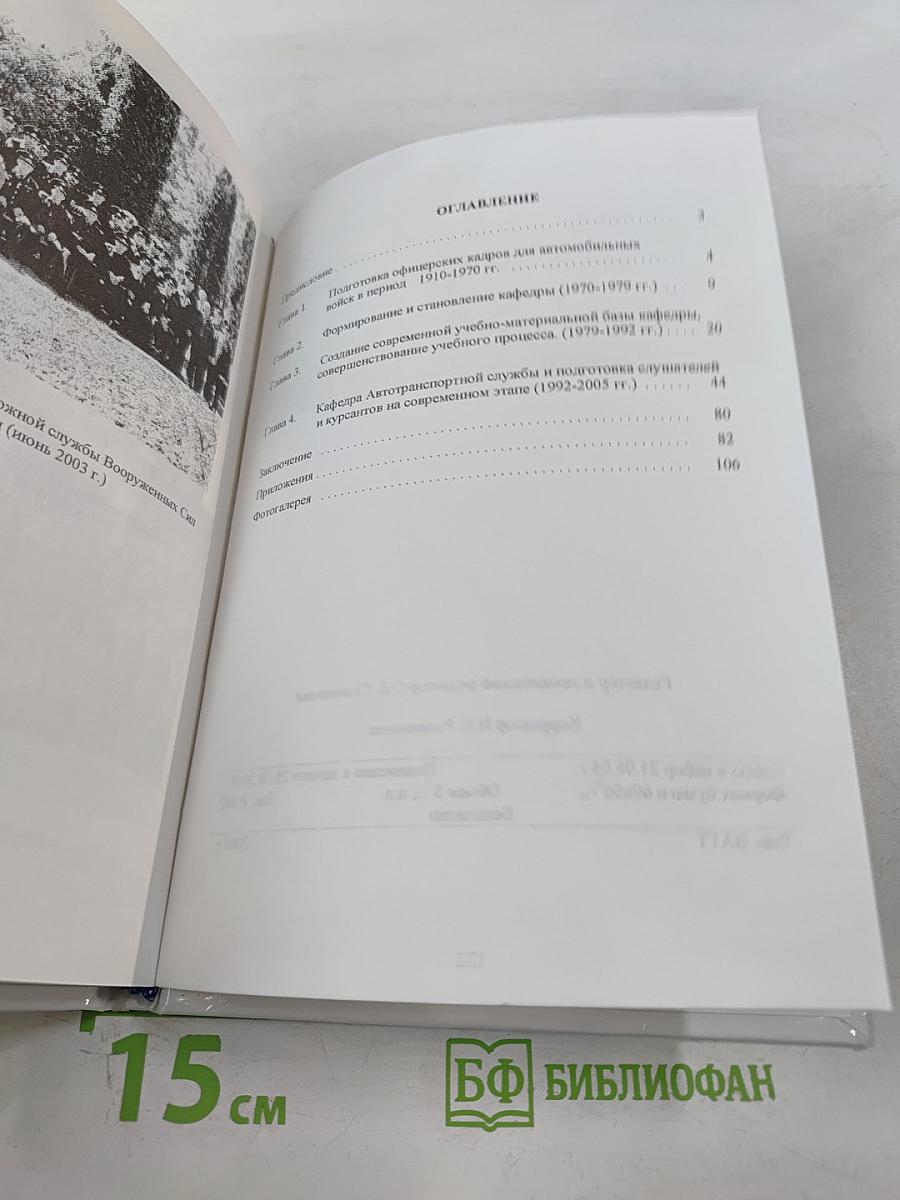 ожной службы Вооруженных Сил
(июнь 2003 г.)
ОГЛАВЛЕНИЕ
Предисловие . . . . . . . . . . . . . . . . . . . . . . . . . . . . . . 3
Глава 1. Подготовка офицерских кадров для автомобильных
войск в период 1910-1970 гг. . . . . . . . . . . . . . . . 4
Глава 2. Формирование и становление кафедры (1970-1979 гг.) . . . 9
Глава 3. Создание современной учебно-материальной базы кафедры,
совершенствование учебного процесса. (1979-1992 гг.) . . . . 20
Глава 4. Кафедра Автотранспортной службы и подготовка слушателей
и курсантов на современном этапе (1992-2005 гг.) . . . . . . 44
Заключение . . . . . . . . . . . . . . . . . . . . . . . . . . . . . . 80
Приложения . . . . . . . . . . . . . . . . . . . . . . . . . . . . . . 82
Фотогалерея . . . . . . . . . . . . . . . . . . . . . . . . . . . . . . 106
15 см
БФ БИБЛИОФАН